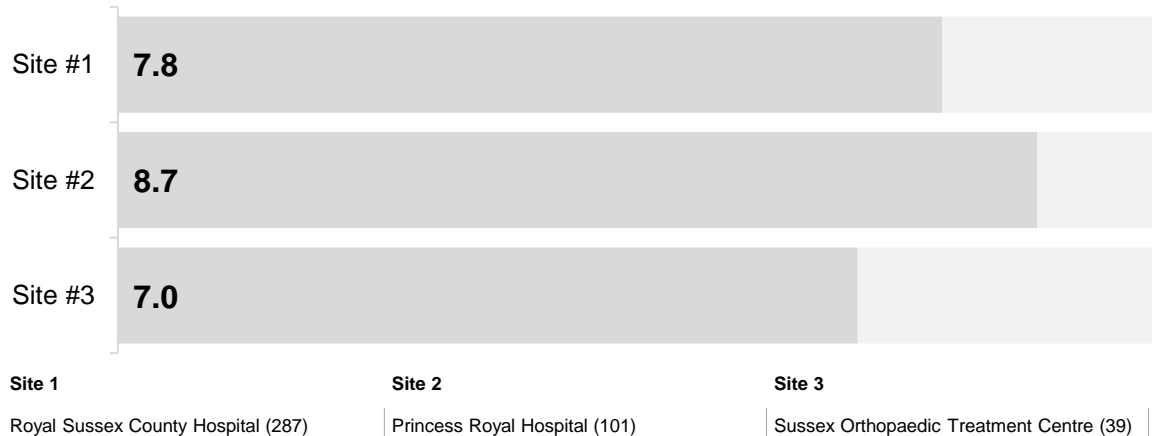 Site #1 7.8
Site #2 8.7
Site #3 7.0
Site 1 Site 2 Site 3
Royal Sussex County Hospital (287) Princess Royal Hospital (101) Sussex Orthopaedic Treatment Centre (39)